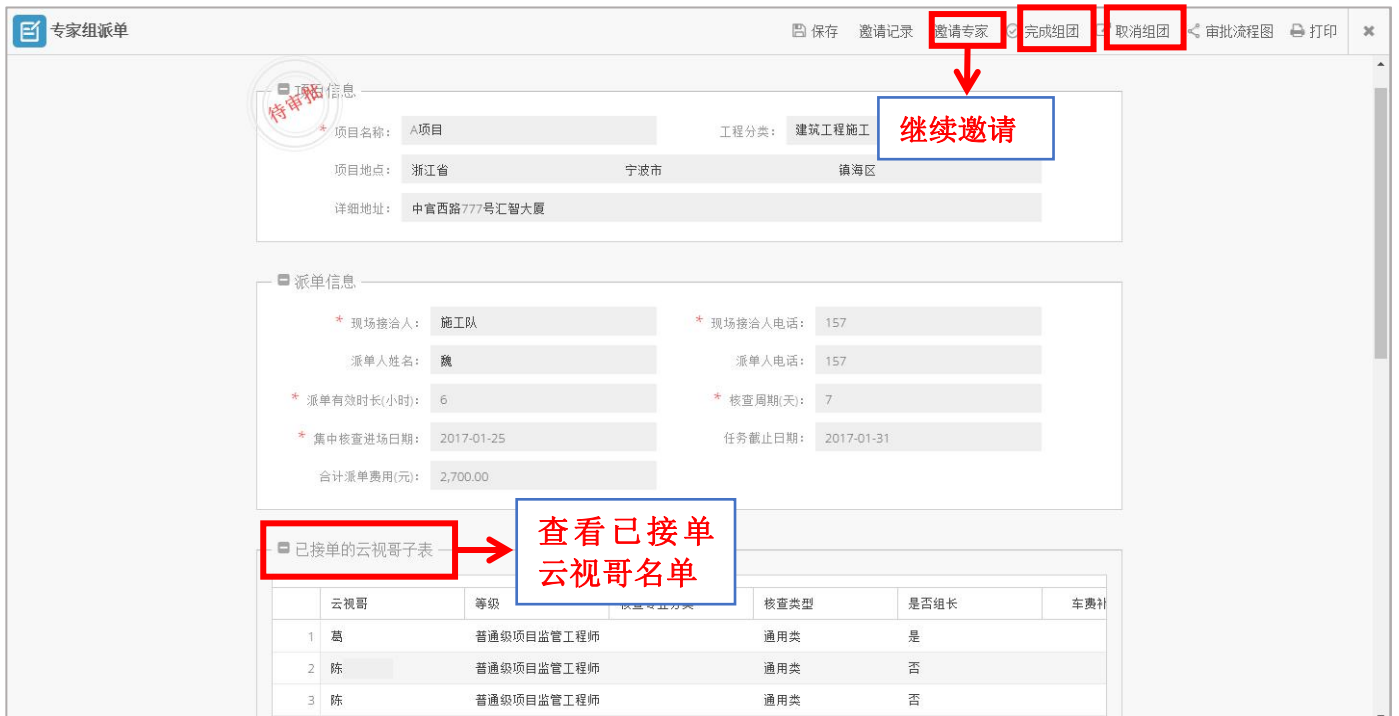 专家组派单 保存 邀请记录 邀请专家 完成组团 取消组团 审批流程图 打印
待审批
项目信息
继续邀请
* 项目名称: A项目 工程分类: 建筑工程施工
项目地点: 浙江省 宁波市 镇海区
详细地址: 中官西路777号汇智大厦
派单信息
* 现场接洽人: 施工队 * 现场接洽人电话: 157
派单人姓名: 魏 派单人电话: 157
* 派单有效时长(小时): 6 * 核查周期(天): 7
* 集中核查进场日期: 2017-01-25 任务截止日期: 2017-01-31
合计派单费用(元): 2,700.00
已接单的云视哥子表
查看已接单
云视哥名单
云视哥 等级 核查专业分类 核查类型 是否组长 车费补
1 葛 普通级项目监管工程师 通用类 是
2 陈 普通级项目监管工程师 通用类 否
3 陈 普通级项目监管工程师 通用类 否